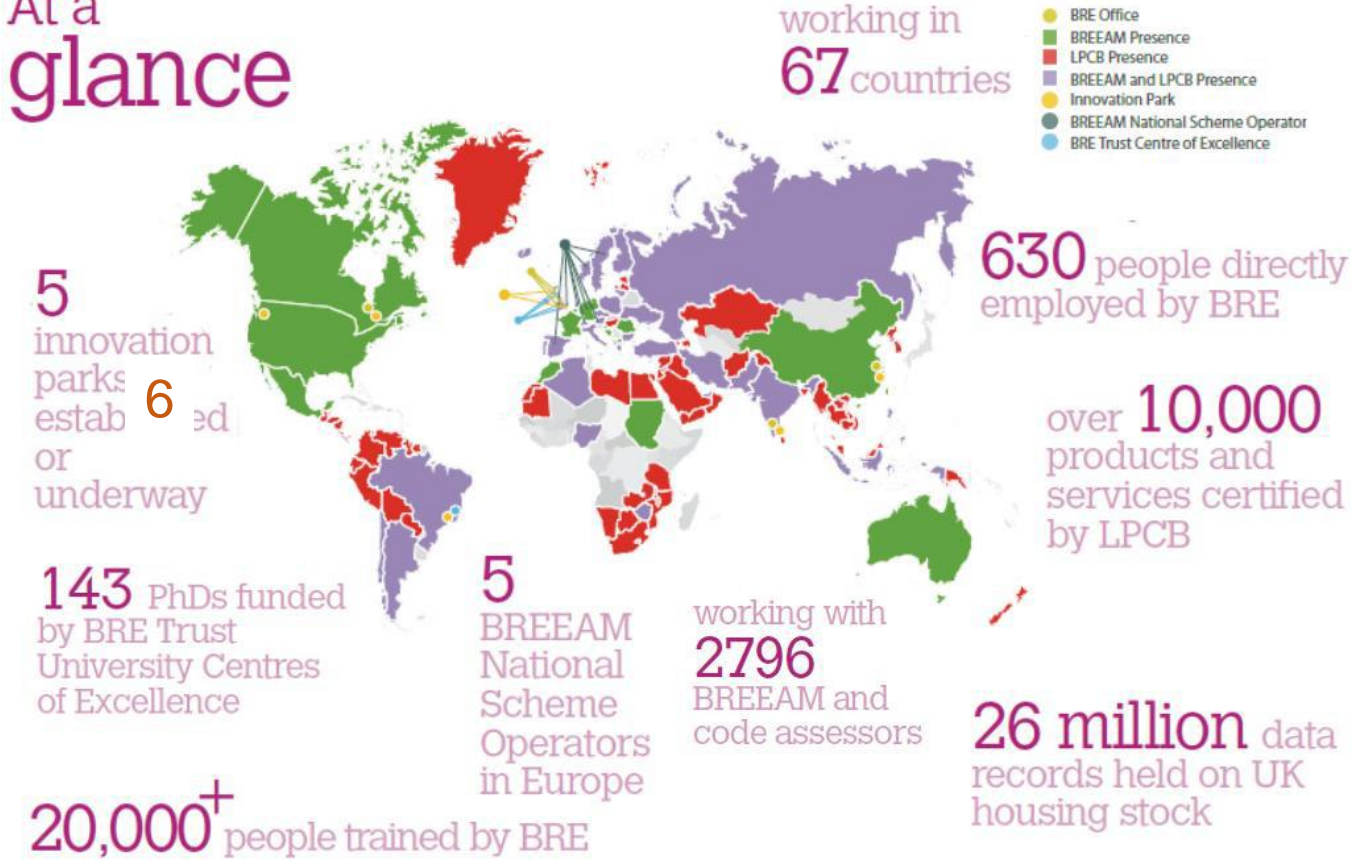 At a
glance
working in
67 countries
BRE Office
BREEAM Presence
LPCB Presence
BREEAM and LPCB Presence
Innovation Park
BREEAM National Scheme Operator
BRE Trust Centre of Excellence
5
innovation
parks
6
estab ed
or
underway
630 people directly
employed by BRE
over 10,000
products and
services certified
by LPCB
143 PhDs funded
by BRE Trust
University Centres
of Excellence
5
BREEAM
National
Scheme
Operators
in Europe
working with
2796
BREEAM and
code assessors
26 million data
records held on UK
housing stock
20,000+ people trained by BRE